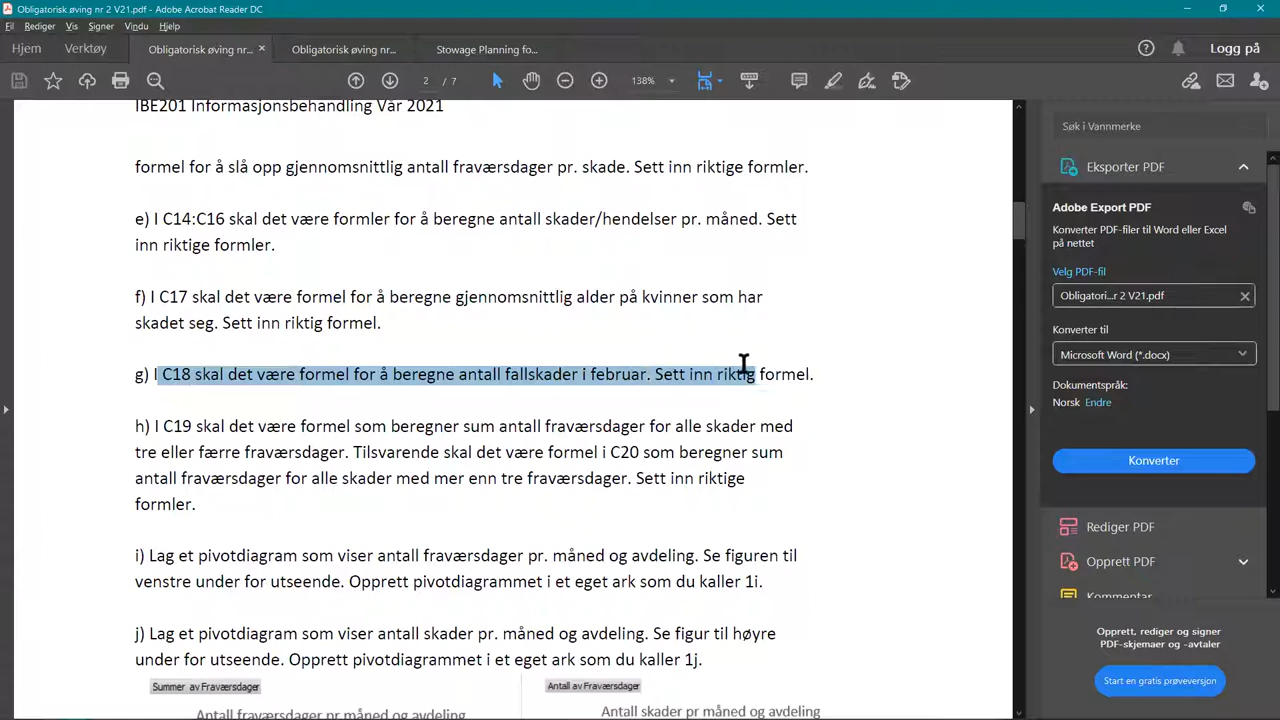 Obligatorisk øving nr 2 V21.pdf - Adobe Acrobat Reader DC
Fil Rediger Vis Signer Vindu Hjelp
Hjem Verktøy Obligatorisk øving nr... × Obligatorisk øving nr... Stowage Planning fo... Logg på
2 / 7 138%
IBE201 Informasjonsbehandling Vår 2021
formel for å slå opp gjennomsnittlig antall fraværsdager pr. skade. Sett inn riktige formler.
e) I C14:C16 skal det være formler for å beregne antall skader/hendelser pr. måned. Sett
inn riktige formler.
f) I C17 skal det være formel for å beregne gjennomsnittlig alder på kvinner som har
skadet seg. Sett inn riktig formel.
g) I C18 skal det være formel for å beregne antall fallskader i februar. Sett inn riktig formel.
h) I C19 skal det være formel som beregner sum antall fraværsdager for alle skader med
tre eller færre fraværsdager. Tilsvarende skal det være formel i C20 som beregner sum
antall fraværsdager for alle skader med mer enn tre fraværsdager. Sett inn riktige
formler.
i) Lag et pivotdiagram som viser antall fraværsdager pr. måned og avdeling. Se figuren til
venstre under for utseende. Opprett pivotdiagrammet i et eget ark som du kaller 1i.
j) Lag et pivotdiagram som viser antall skader pr. måned og avdeling. Se figur til høyre
under for utseende. Opprett pivotdiagrammet i et eget ark som du kaller 1j.
Summer av Fraværsdager
Antall fraværsdager pr måned og avdeling
Antall av Fraværsdager
Antall skader pr måned og avdeling
Søk i Vannmerke
Eksporter PDF
Adobe Export PDF
Konverter PDF-filer til Word eller Excel
på nettet
Velg PDF-fil
Obligatori...r 2 V21.pdf
Konverter til
Microsoft Word (*.docx)
Dokumentspråk:
Norsk Endre
Konverter
Rediger PDF
Opprett PDF
Kommentar
Opprett, rediger og signer
PDF-skjemaer og -avtaler
Start en gratis prøveversjon